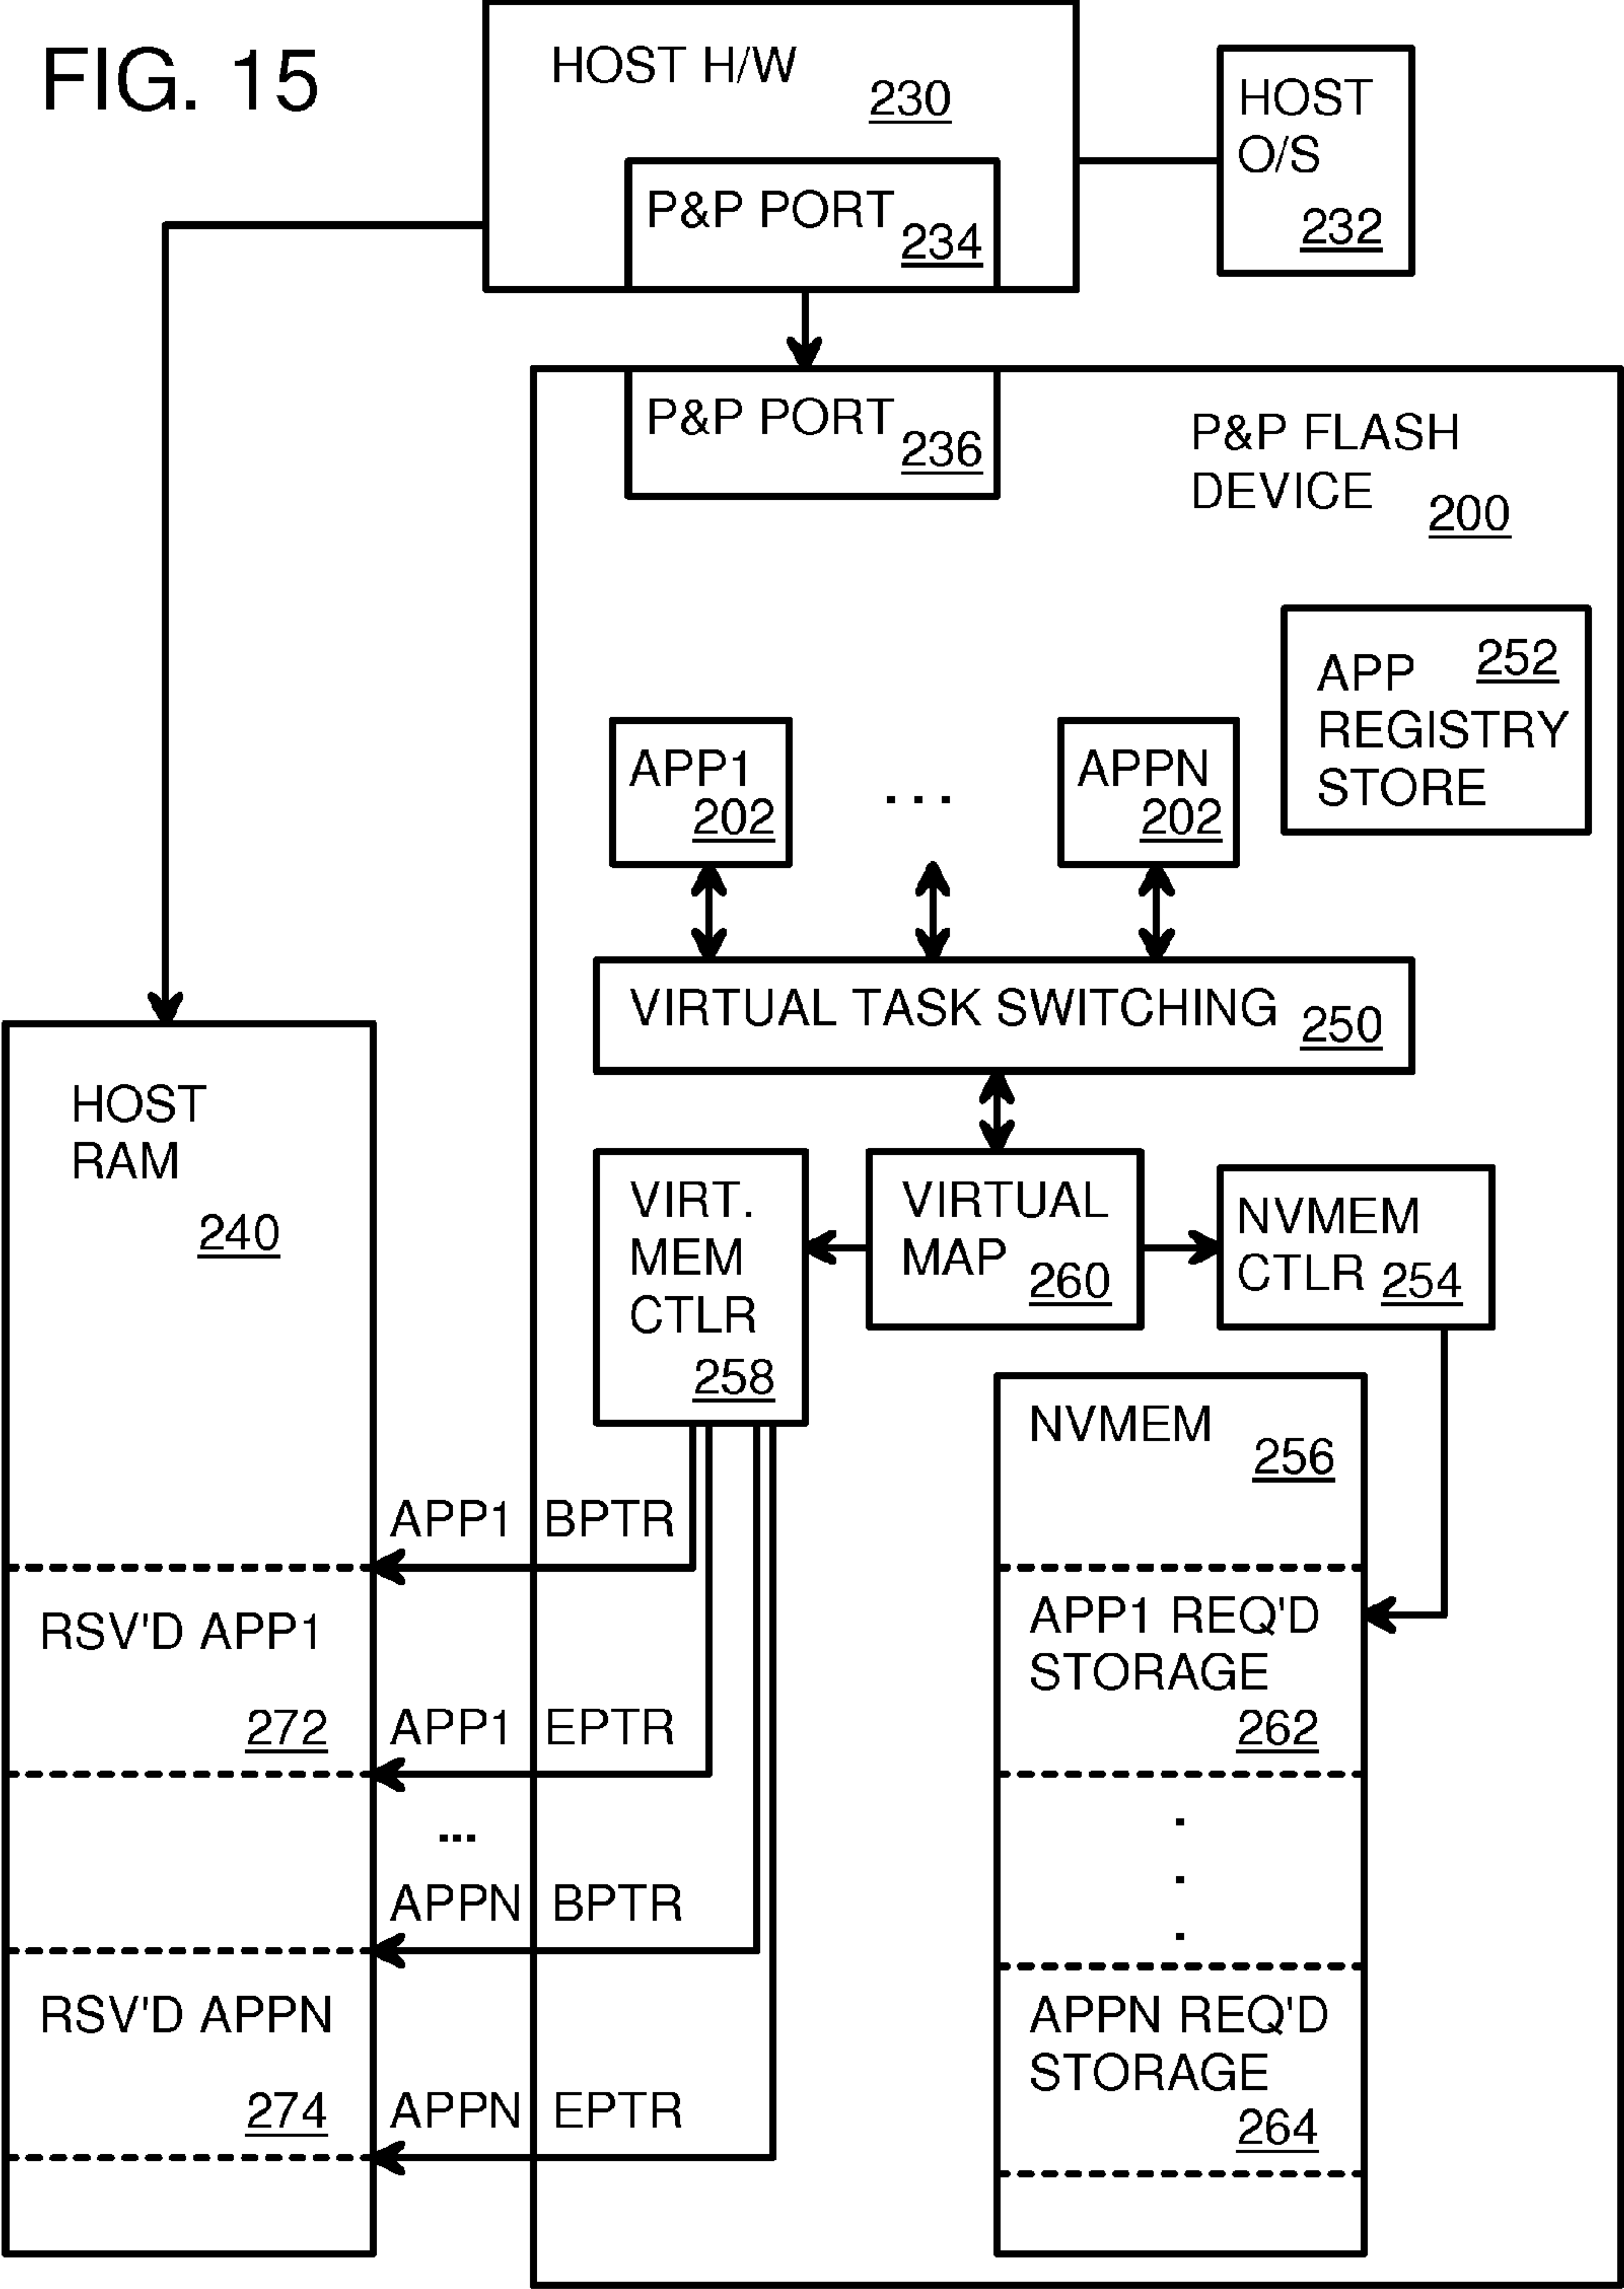 FIG. 15
HOST H/W
230
HOST
O/S
232
P&P PORT
234
P&P PORT
236
P&P FLASH
DEVICE
200
252
APP
REGISTRY
STORE
APP1
202
. . .
APPN
202
VIRTUAL TASK SWITCHING
250
HOST
RAM
240
VIRT.
MEM
CTLR
258
VIRTUAL
MAP
260
NVMEM
CTLR
254
NVMEM
256
APP1 BPTR
RSV'D APP1
272
APP1 EPTR
...
APPN BPTR
RSV'D APPN
274
APPN EPTR
APP1 REQ'D
STORAGE
262
.
.
.
APPN REQ'D
STORAGE
264